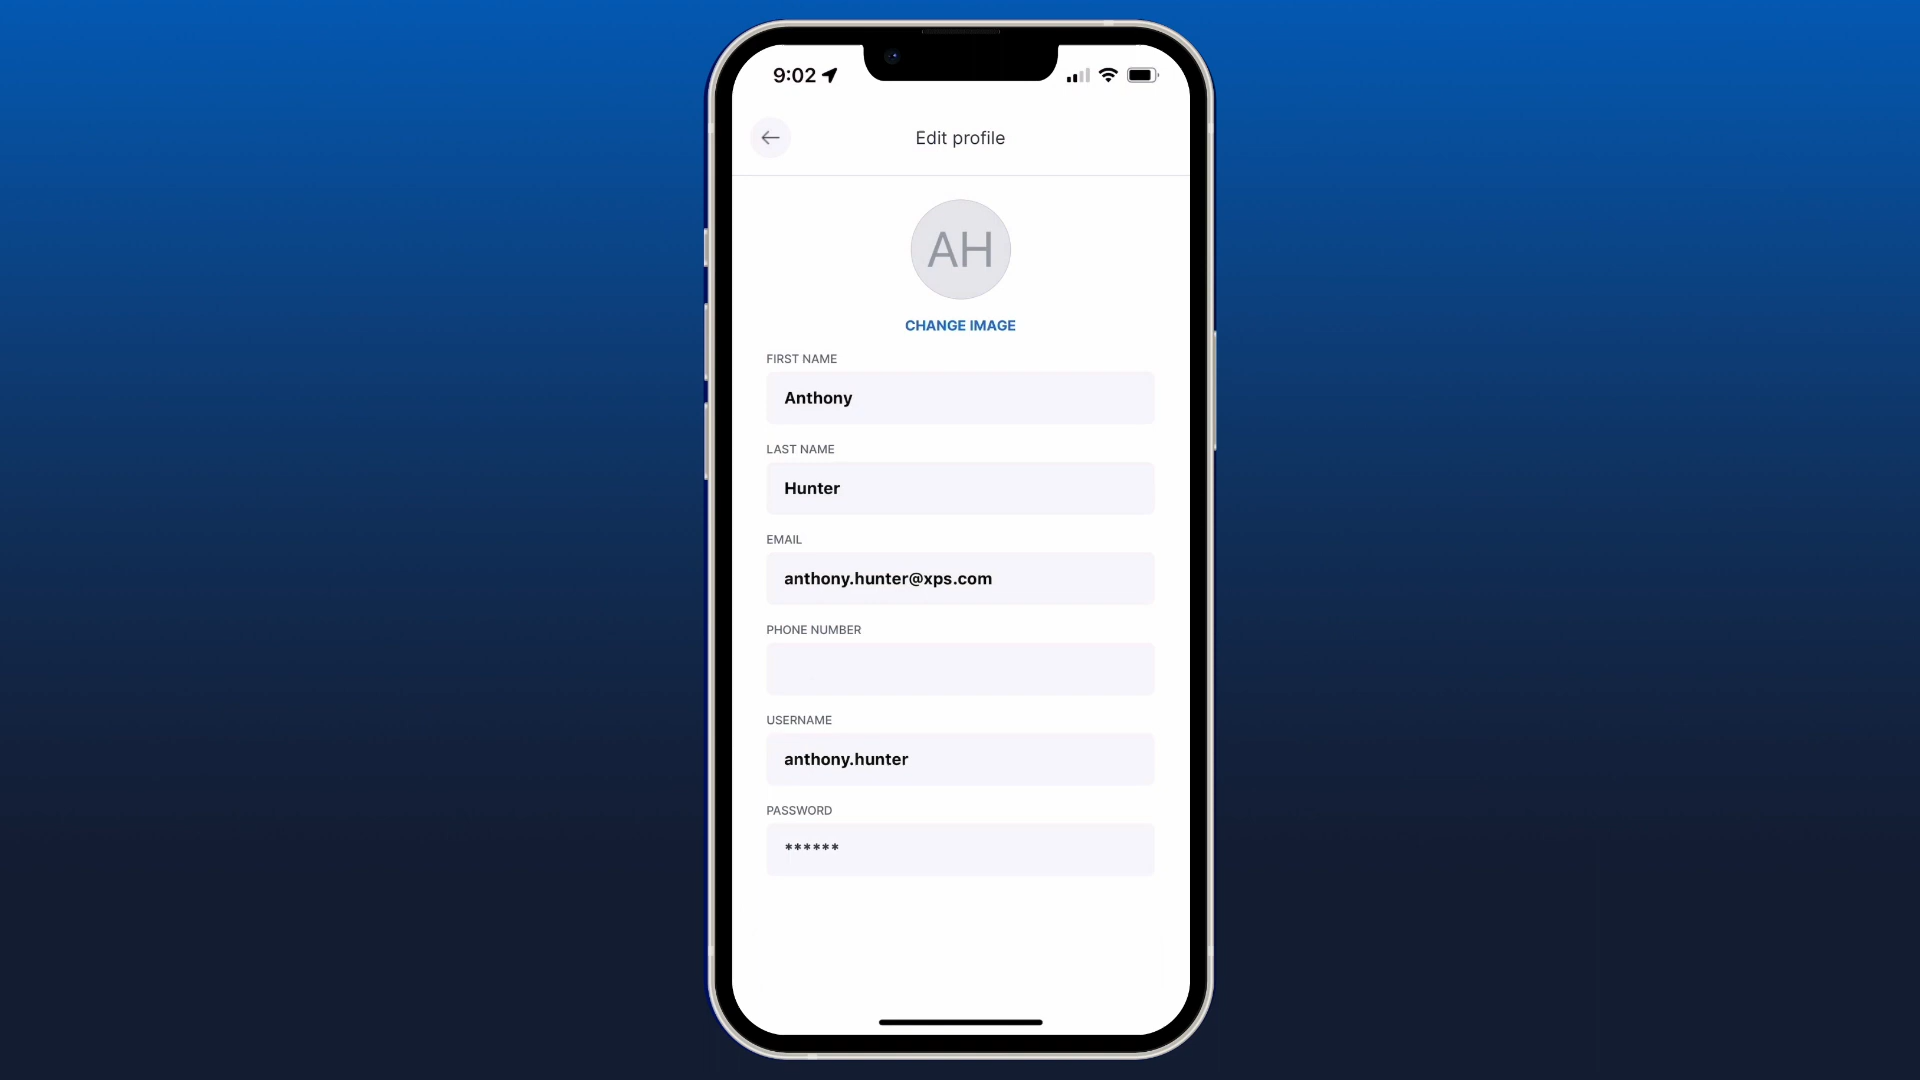 9:02
Edit profile
AH
CHANGE IMAGE
FIRST NAME
Anthony
LAST NAME
Hunter
EMAIL
anthony.hunter@xps.com
PHONE NUMBER
USERNAME
anthony.hunter
PASSWORD
******